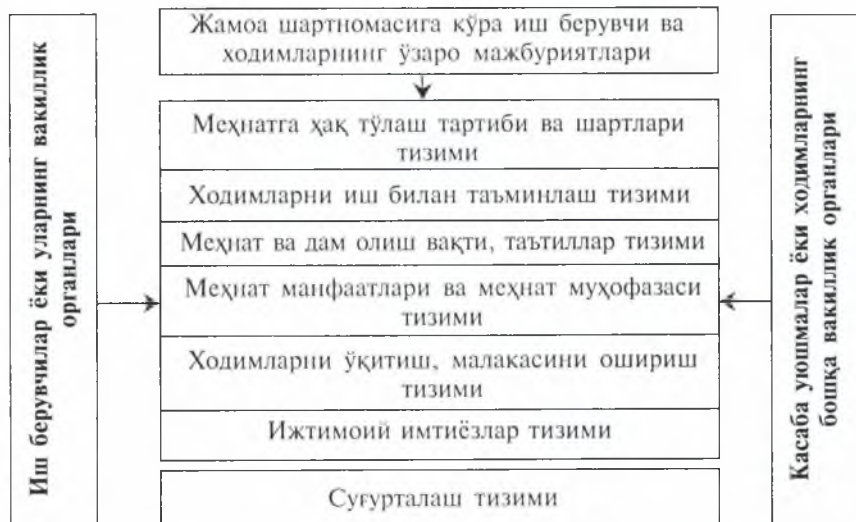 Иш берувчилар ёки уларнинг вакиллик
органлари
Жамоа шартномасига кўра иш берувчи ва
ходимларнинг ўзаро мажбуриятлари
Меҳнатга ҳақ тўлаш тартиби ва шартлари
тизими
Ходимларни иш билан таъминлаш тизими
Меҳнат ва дам олиш вақти, таътиллар тизими
Меҳнат манфаатлари ва меҳнат муҳофазаси
тизими
Ходимларни ўқитиш, малакасини ошириш
тизими
Ижтимоий имтиёзлар тизими
Суғурталаш тизими
Касаба уюшмалар ёки ходимларнинг
бошқа вакиллик органлари